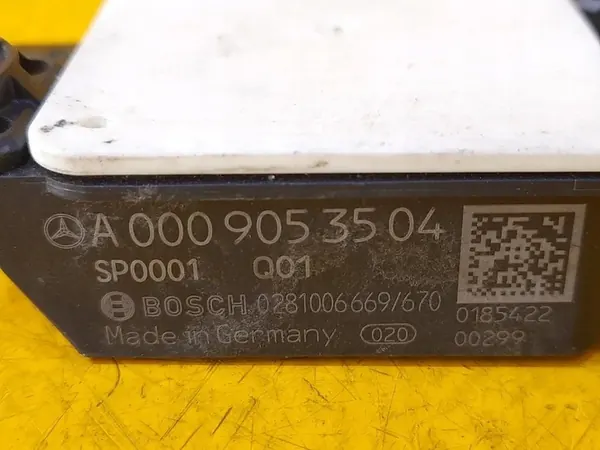 A 000 905 35 04
SP0001 Q01
BOSCH 0281006669/670
0185422
Made in Germany 020 00299